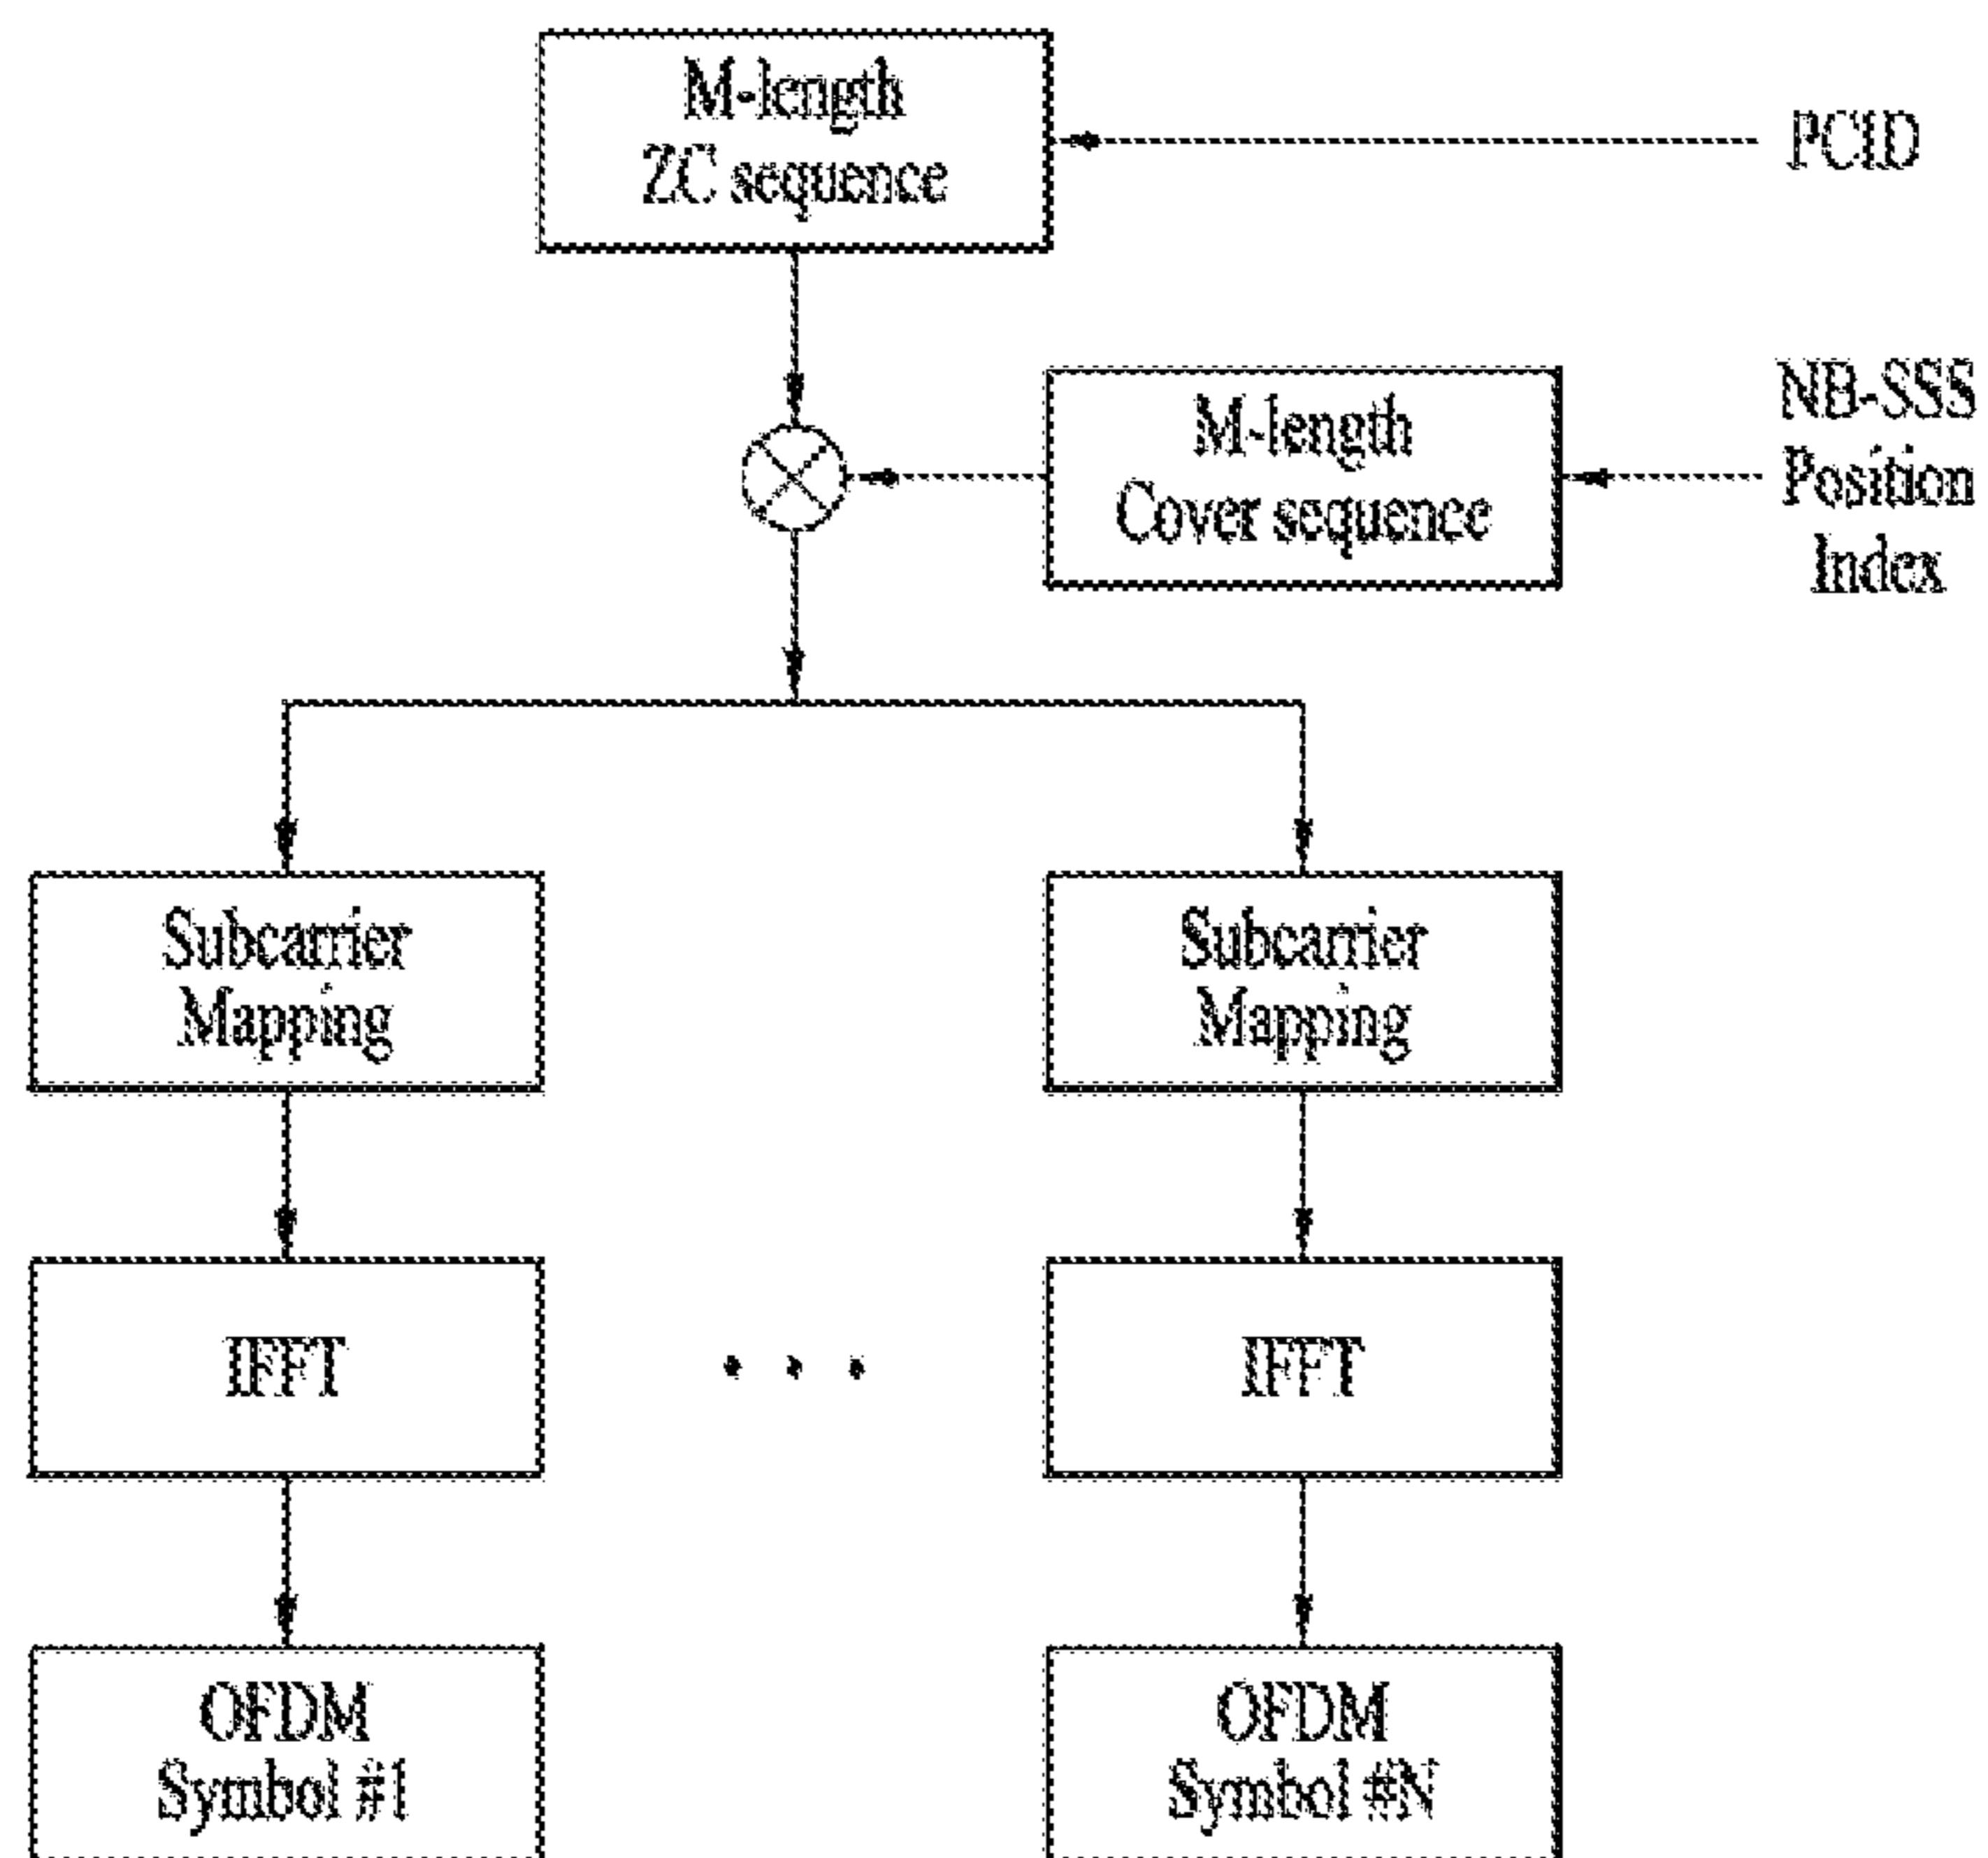 M-length
ZC sequence
PCID
M-length
Cover sequence
NB-SSS
Position
Index
Subcarrier
Mapping
Subcarrier
Mapping
IFFT
IFFT
OFDM
Symbol #1
OFDM
Symbol #N